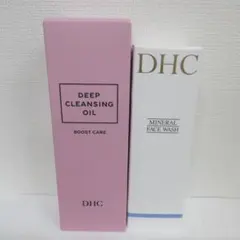 DEEP
CLEANSING
OIL
BOOST CARE
DHC
DHC
MINERAL
FACE WASH